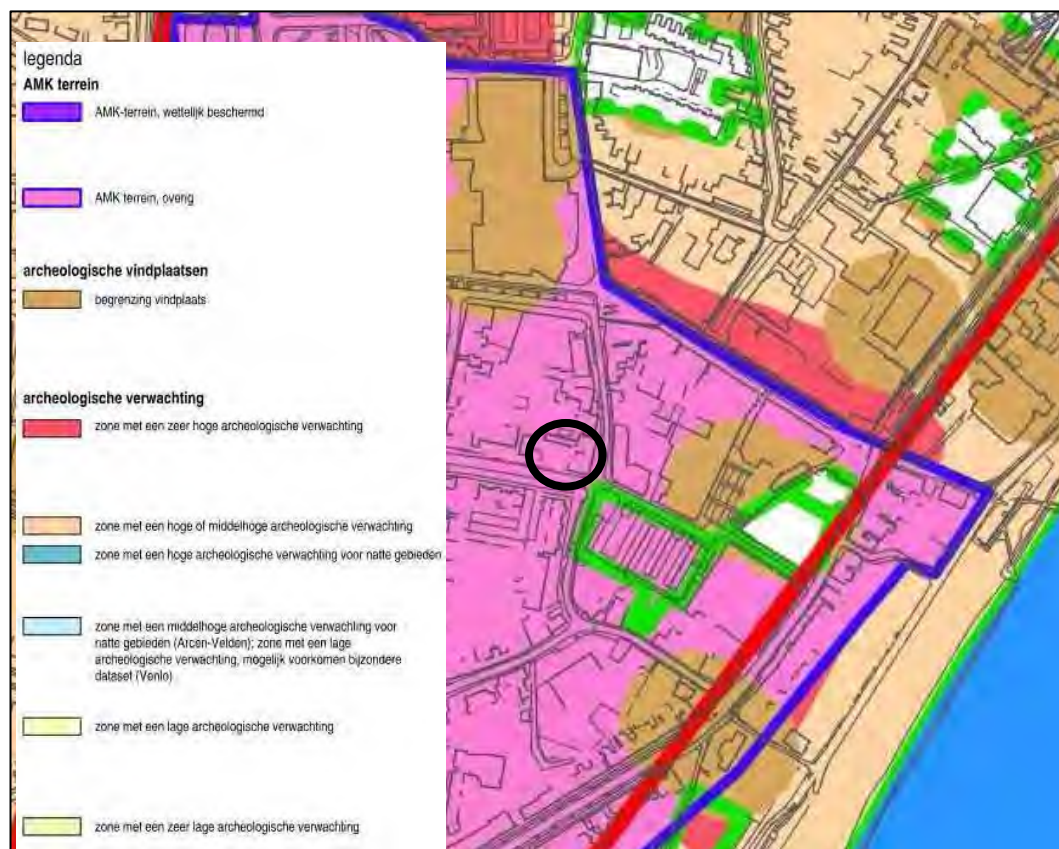 legenda
AMK terrein
AMK-terrein, wettelijk beschermd
AMK terrein, overig
archeologische vindplaatsen
begrenzing vindplaats
archeologische verwachting
zone met een zeer hoge archeologische verwachting
zone met een hoge of middelhoge archeologische verwachting
zone met een hoge archeologische verwachting voor natte gebieden
zone met een middelhoge archeologische verwachting voor
natte gebieden (Arcen-Velden); zone met een lage
archeologische verwachting, mogelijk voorkomen bijzondere
dataset (Venlo)
zone met een lage archeologische verwachting
zone met een zeer lage archeologische verwachting